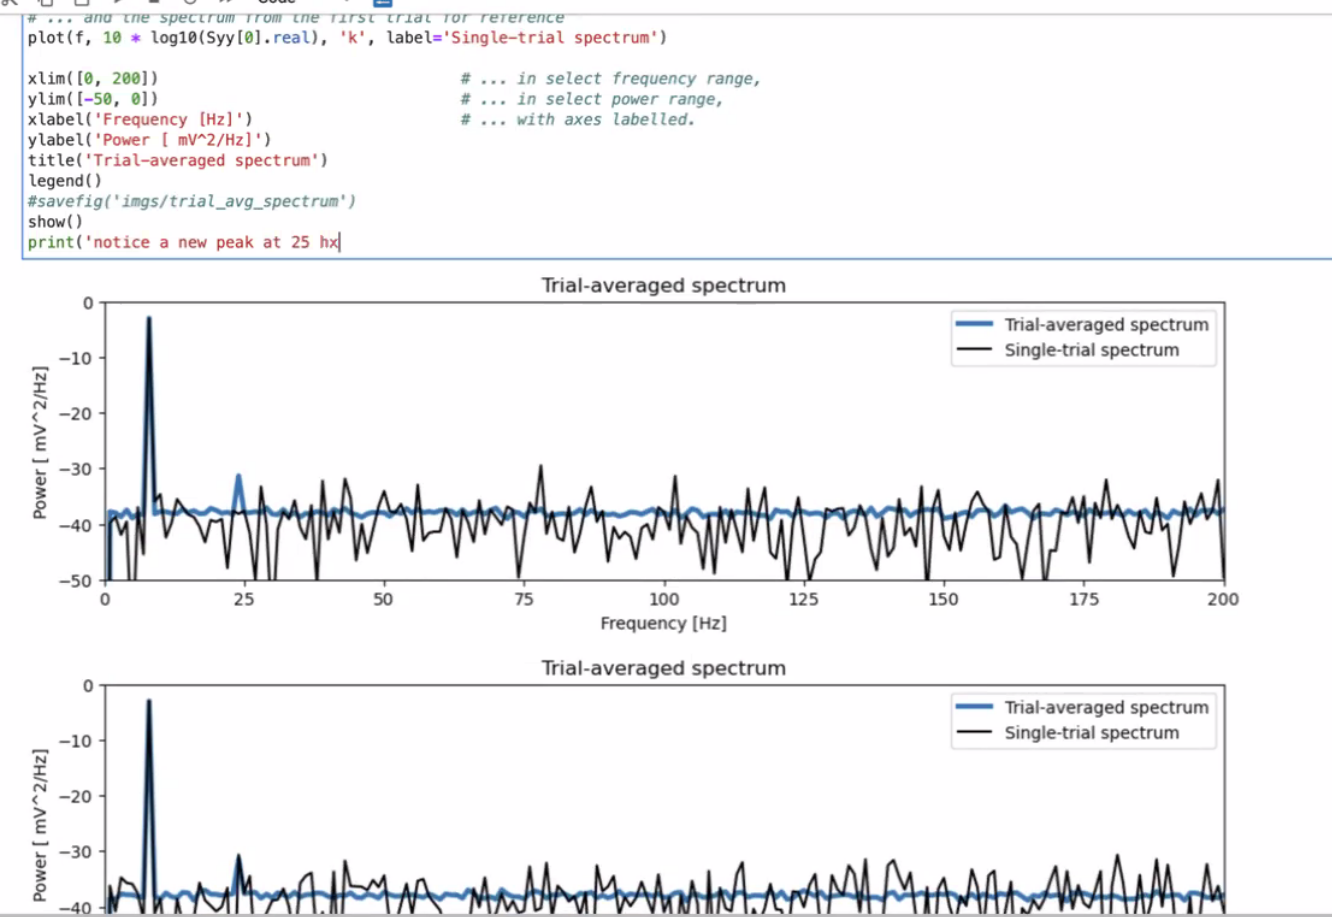 Code
# ... and the spectrum from the first trial for reference
plot(f, 10 * log10(Syy[0].real), 'k', label='Single-trial spectrum')
xlim([0, 200]) # ... in select frequency range,
ylim([-50, 0]) # ... in select power range,
xlabel('Frequency [Hz]') # ... with axes labelled.
ylabel('Power [ mV^2/Hz]')
title('Trial-averaged spectrum')
legend()
#savefig('imgs/trial_avg_spectrum')
show()
print('notice a new peak at 25 hx
Trial-averaged spectrum
0
−10
−20
−30
−40
−50
Power [ mV^2/Hz]
Trial-averaged spectrum
Single-trial spectrum
0 25 50 75 100 125 150 175 200
Frequency [Hz]
Trial-averaged spectrum
0
−10
−20
−30
−40
Power [ mV^2/Hz]
Trial-averaged spectrum
Single-trial spectrum